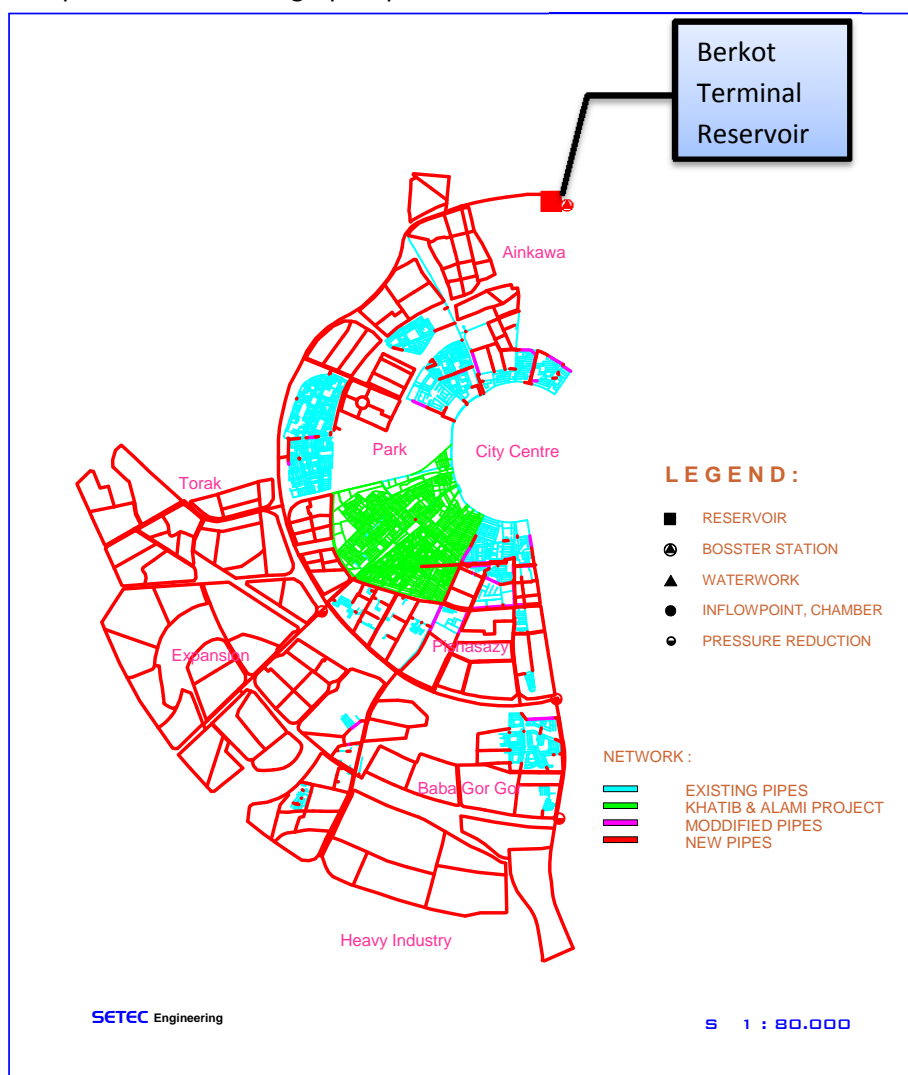 Berkot
Terminal
Reservoir
Ainkawa
Park
City Centre
Torak
Expansion
Pishasazy
Baba Gor Gor
Heavy Industry
LEGEND:
RESERVOIR
BOSSTER STATION
WATERWORK
INFLOWPOINT, CHAMBER
PRESSURE REDUCTION
NETWORK :
EXISTING PIPES
KHATIB & ALAMI PROJECT
MODDIFIED PIPES
NEW PIPES
SETEC Engineering
S 1 : 80.000